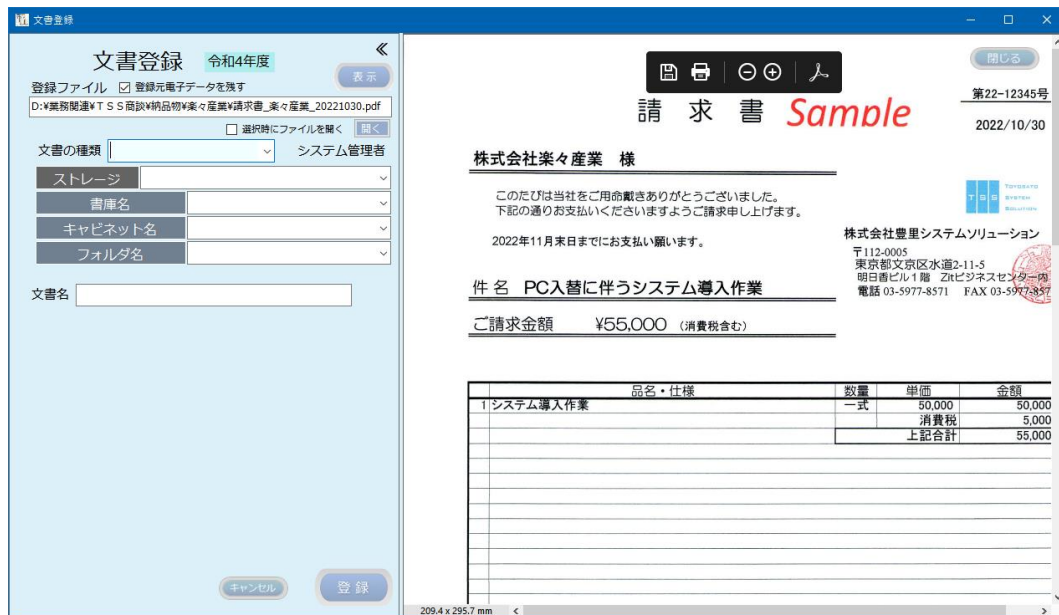 文書登録
文書登録 令和4年度
≪
表示
登録ファイル ☑ 登録元電子データを残す
D:¥業務関連¥ＴＳＳ商談¥納品物¥楽々産業¥請求書_楽々産業_20221030.pdf
☐ 選択時にファイルを開く 開く
文書の種類 システム管理者
ストレージ
書庫名
キャビネット名
フォルダ名
文書名
キャンセル
登録
閉じる
請求書 Sample
第22-12345号
2022/10/30
株式会社楽々産業 様
このたびは当社をご用命戴きありがとうございました。
下記の通りお支払いくださいますようご請求申し上げます。
2022年11月末日までにお支払い願います。
TSS TOYOSATO
SYSTEM
SOLUTION
株式会社豊里システムソリューション
〒112-0005
東京都文京区水道2-11-5
明日香ビル１階 Zitビジネスセンター内
電話 03-5977-8571 FAX 03-5977-857
件名 PC入替に伴うシステム導入作業
ご請求金額 ¥55,000 （消費税含む）
品名・仕様 数量 単価 金額
1 システム導入作業 一式 50,000 50,000
消費税 5,000
上記合計 55,000
209.4 x 295.7 mm